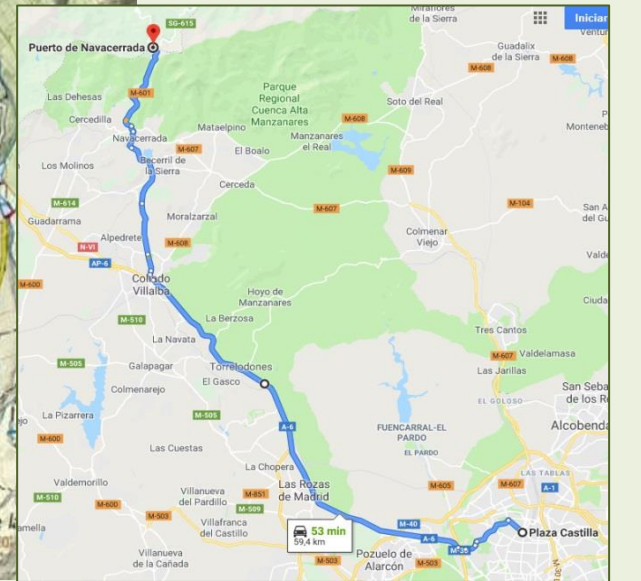 Miraflores
de la Sierra
SG-615
Iniciar
Puerto de Navacerrada
Guadalix
de la Sierra
M-608
M-608
Las Dehesas
M-601
Parque
Regional
Cuenca Alta
Manzanares
Soto del Real
Cercedilla
Mataelpino
M-608
Navacerrada
Manzanares
el Real
M-607
El Boalo
Los Molinos
Becerril de
la Sierra
Cerceda
M-609
M-614
M-607
M-104
Guadarrama
Moralzarzal
N-VI
Alpedrete
M-608
Colmenar
Viejo
AP-6
M-600
Collado
Villalba
Hoyo de
Manzanares
M-510
La Berzosa
Tres Cantos
La Navata
M-607
Valdelamasa
M-505
Galapagar
Torrelodones
Las Jarillas
Colmenarejo
El Gasco
San Seba
de los R
EL GOLOSO
La Pizarrera
M-505
A-6
FUENCARRAL-EL
PARDO
Alcobenda
M-600
EL PARDO
Las Cuestas
La Chopera
LAS TABLAS
Valdemorillo
Las Rozas
de Madrid
M-605
M-607
A-1
M-510
M-600
Villanueva
del Pardillo
M-851
M-509
M-503
Villafranca
del Castillo
53 min
59,4 km
M-40
A-6
M-30
Plaza Castilla
Villanueva
de la Cañada
M-503
Pozuelo de
Alarcón
M-503
M-30